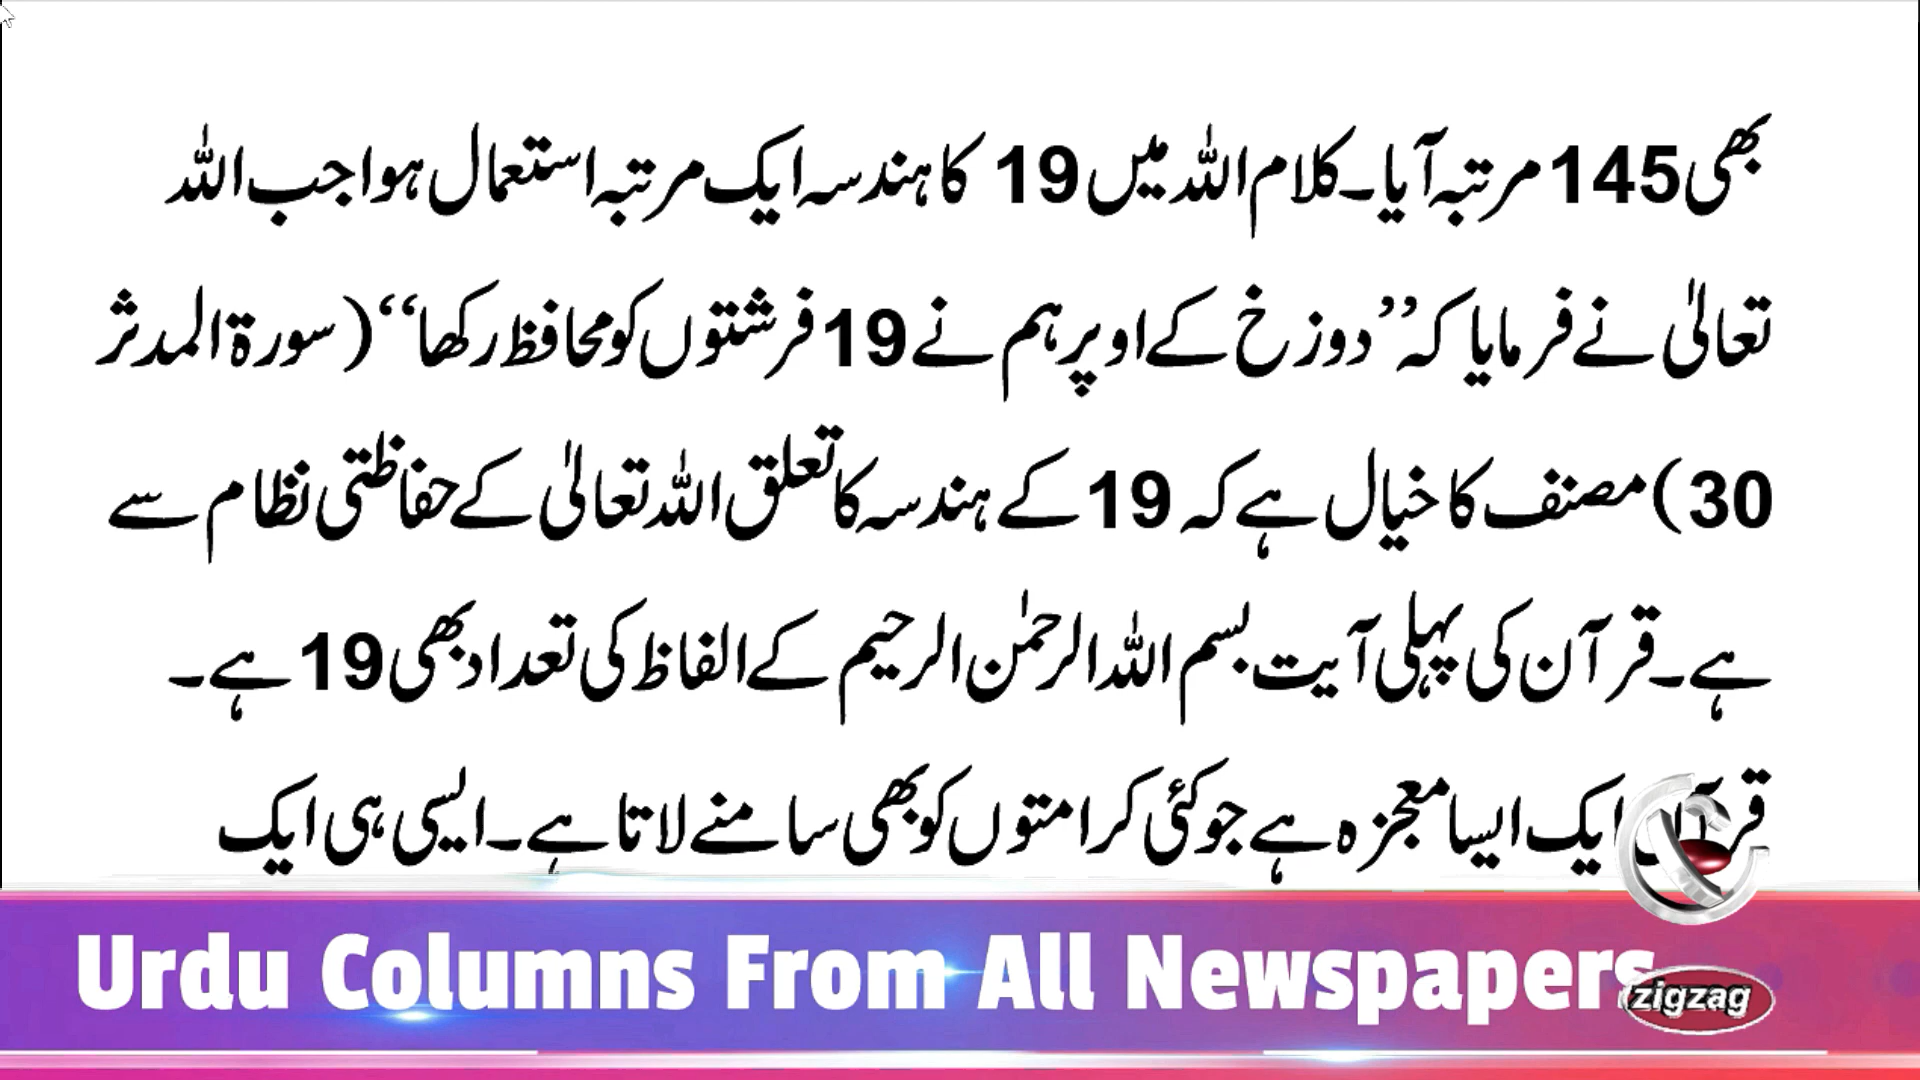 بھی 145 مرتبہ آیا۔ کلام اللہ میں 19 کا ہندسہ ایک مرتبہ استعمال ہوا جب اللہ
تعالیٰ نے فرمایا کہ ’’دوزخ کے اوپر ہم نے 19 فرشتوں کو محافظ رکھا‘‘ (سورۃ المدثر
30) مصنف کا خیال ہے کہ 19 کے ہندسہ کا تعلق اللہ تعالیٰ کے حفاظتی نظام سے
ہے۔ قرآن کی پہلی آیت بسم اللہ الرحمٰن الرحیم کے الفاظ کی تعداد بھی 19 ہے۔
قرآن ایک ایسا معجزہ ہے جو کئی کرامتوں کو بھی سامنے لاتا ہے۔ ایسی ہی ایک
Urdu Columns From All Newspapers
zigzag